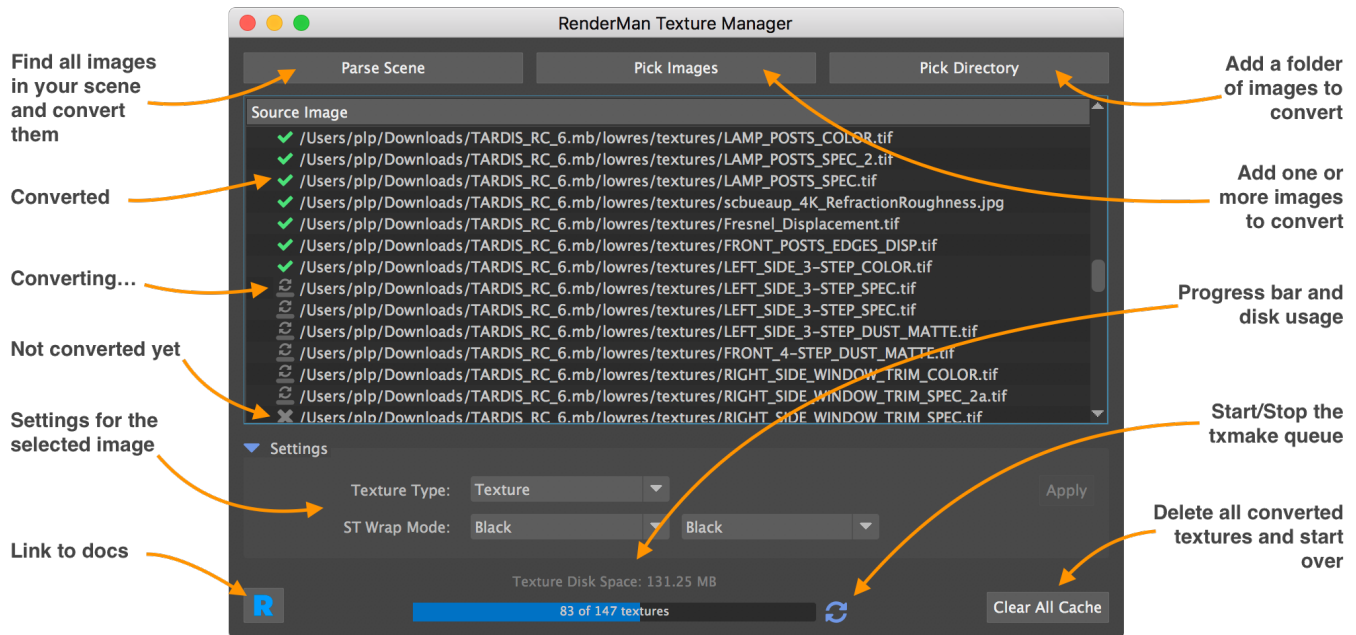 RenderMan Texture Manager
Find all images
in your scene
and convert
them
Parse Scene
Pick Images
Pick Directory
Add a folder
of images to
convert
Source Image
/Users/plp/Downloads/TARDIS_RC_6.mb/lowres/textures/LAMP_POSTS_COLOR.tif
/Users/plp/Downloads/TARDIS_RC_6.mb/lowres/textures/LAMP_POSTS_SPEC_2.tif
/Users/plp/Downloads/TARDIS_RC_6.mb/lowres/textures/LAMP_POSTS_SPEC.tif
/Users/plp/Downloads/TARDIS_RC_6.mb/lowres/textures/scbueaup_4K_RefractionRoughness.jpg
/Users/plp/Downloads/TARDIS_RC_6.mb/lowres/textures/Fresnel_Displacement.tif
/Users/plp/Downloads/TARDIS_RC_6.mb/lowres/textures/FRONT_POSTS_EDGES_DISP.tif
/Users/plp/Downloads/TARDIS_RC_6.mb/lowres/textures/LEFT_SIDE_3-STEP_COLOR.tif
/Users/plp/Downloads/TARDIS_RC_6.mb/lowres/textures/LEFT_SIDE_3-STEP_SPEC.tif
/Users/plp/Downloads/TARDIS_RC_6.mb/lowres/textures/LEFT_SIDE_3-STEP_SPEC.tif
/Users/plp/Downloads/TARDIS_RC_6.mb/lowres/textures/LEFT_SIDE_3-STEP_DUST_MATTE.tif
/Users/plp/Downloads/TARDIS_RC_6.mb/lowres/textures/FRONT_4-STEP_DUST_MATTE.tif
/Users/plp/Downloads/TARDIS_RC_6.mb/lowres/textures/RIGHT_SIDE_WINDOW_TRIM_COLOR.tif
/Users/plp/Downloads/TARDIS_RC_6.mb/lowres/textures/RIGHT_SIDE_WINDOW_TRIM_SPEC_2a.tif
/Users/plp/Downloads/TARDIS_RC_6.mb/lowres/textures/RIGHT_SIDE_WINDOW_TRIM_SPEC.tif
Converted
Converting...
Not converted yet
Settings for the
selected image
Link to docs
Add one or
more images
to convert
Progress bar and
disk usage
Start/Stop the
txmake queue
Delete all converted
textures and start
over
Settings
Texture Type:
Texture
Apply
ST Wrap Mode:
Black
Black
Texture Disk Space: 131.25 MB
R
83 of 147 textures
Clear All Cache